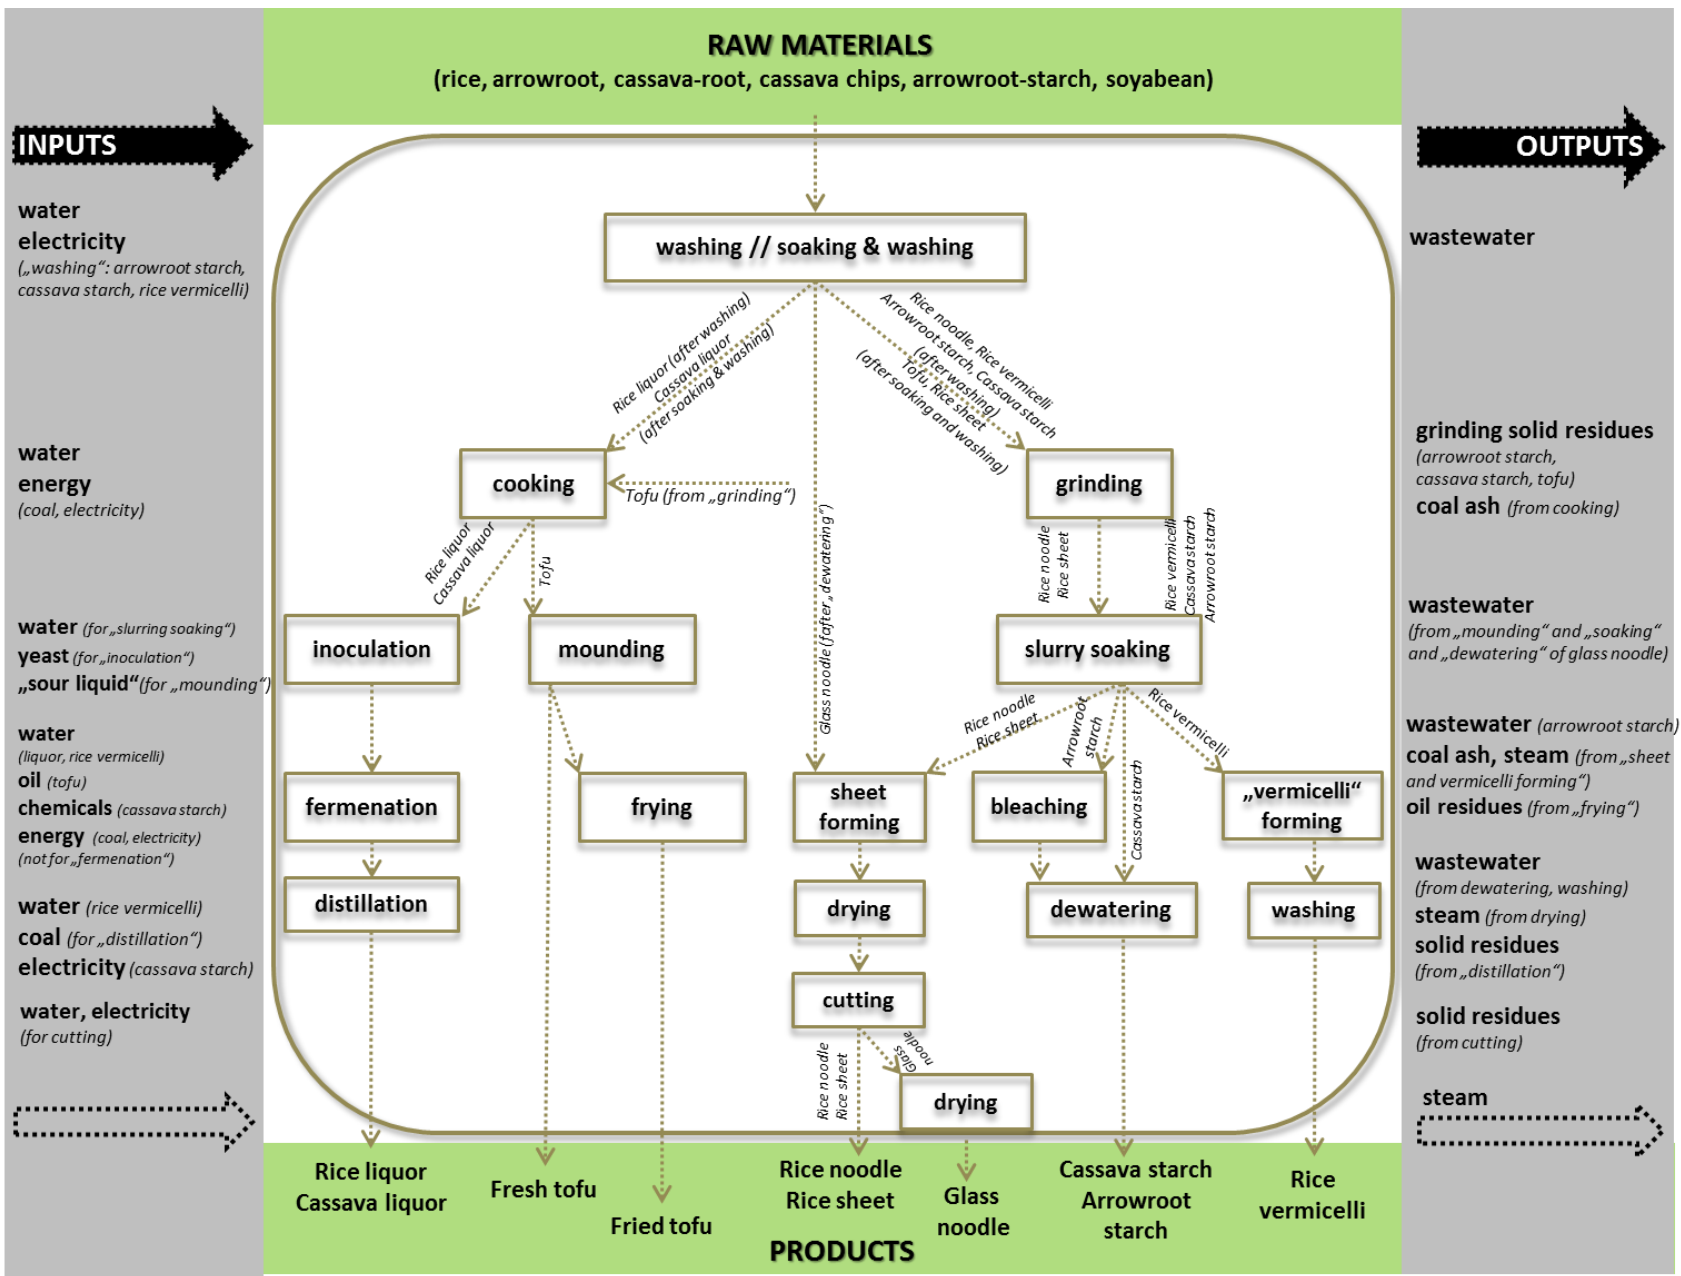 RAW MATERIALS
(rice, arrowroot, cassava-root, cassava chips, arrowroot-starch, soyabean)
INPUTS
water
electricity
(„washing“: arrowroot starch,
cassava starch, rice vermicelli)
water
energy
(coal, electricity)
water (for „slurring soaking“)
yeast (for „inoculation“)
„sour liquid“ (for „mounding“)
water
(liquor, rice vermicelli)
oil (tofu)
chemicals (cassava starch)
energy (coal, electricity)
(not for „fermenation“)
water (rice vermicelli)
coal (for „distillation“)
electricity (cassava starch)
water, electricity
(for cutting)
washing // soaking & washing
Rice liquor (after washing)
Cassava liquor
(after soaking & washing)
Rice noodle, Rice vermicelli
Arrowroot starch, Cassava starch
(after washing)
Tofu, Rice sheet
(after soaking and washing)
cooking
Tofu (from „grinding“)
grinding
Rice liquor
Cassava liquor
Tofu
Glass noodle (fafter „dewatering“)
Rice noodle
Rice sheet
Rice vermicelli
Cassava starch
Arrowroot starch
inoculation
mounding
slurry soaking
Rice noodle
Rice sheet
Arrowroot
starch
Cassava starch
Rice vermicelli
fermenation
frying
sheet
forming
bleaching
„vermicelli“
forming
distillation
drying
dewatering
washing
cutting
Rice noodle
Rice sheet
Glass
noodle
drying
Rice liquor
Cassava liquor
Fresh tofu
Fried tofu
Rice noodle
Rice sheet
Glass
noodle
Cassava starch
Arrowroot
starch
Rice
vermicelli
PRODUCTS
OUTPUTS
wastewater
grinding solid residues
(arrowroot starch,
cassava starch, tofu)
coal ash (from cooking)
wastewater
(from „mounding“ and „soaking“
and „dewatering“ of glass noodle)
wastewater (arrowroot starch)
coal ash, steam (from „sheet
and vermicelli forming“)
oil residues (from „frying“)
wastewater
(from dewatering, washing)
steam (from drying)
solid residues
(from „distillation“)
solid residues
(from cutting)
steam